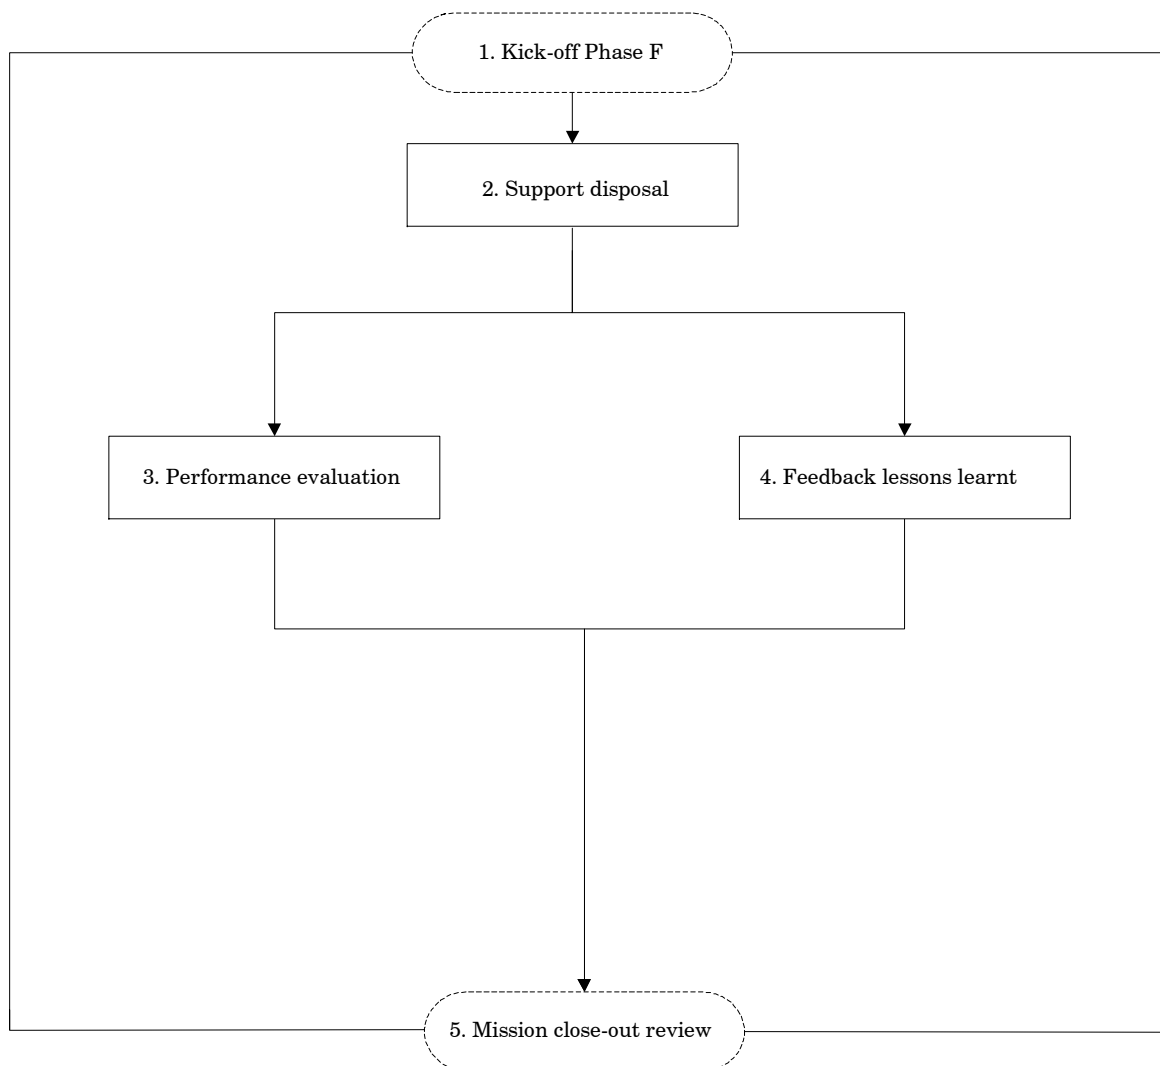 1. Kick-off Phase F
2. Support disposal
3. Performance evaluation
4. Feedback lessons learnt
5. Mission close-out review